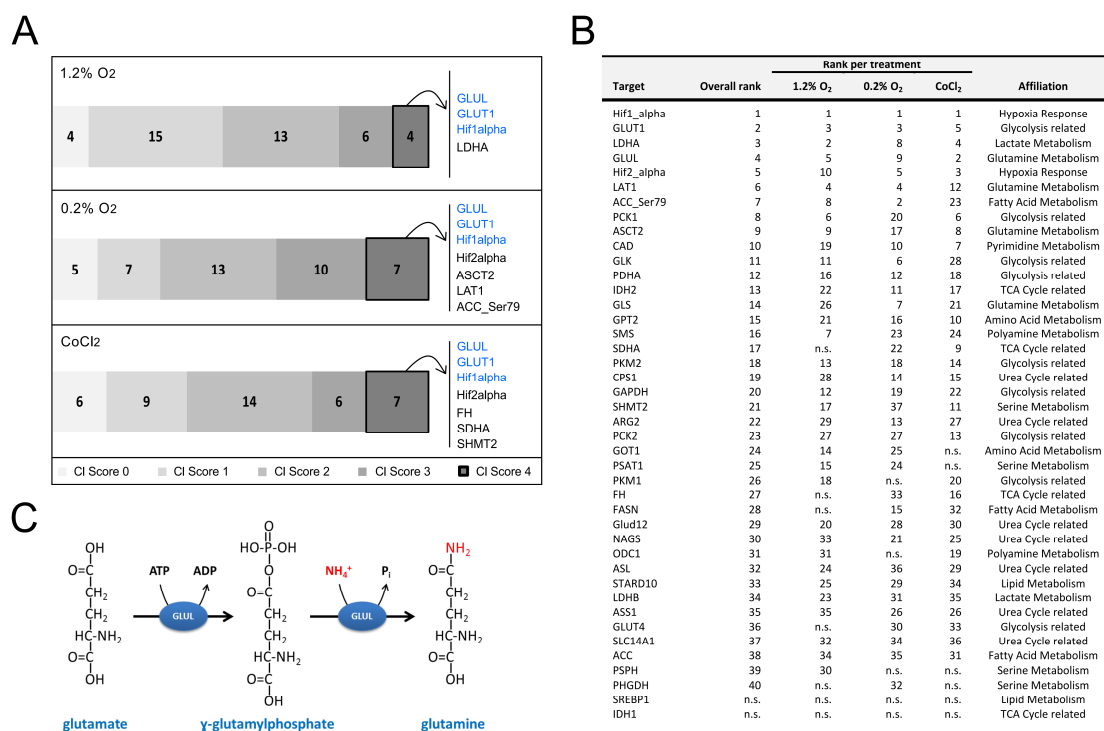 A
1.2% O2
4 15 13 6 4
GLUL
GLUT1
Hif1alpha
LDHA
0.2% O2
5 7 13 10 7
GLUL
GLUT1
Hif1alpha
Hif2alpha
ASCT2
LAT1
ACC_Ser79
CoCl2
6 9 14 6 7
GLUL
GLUT1
Hif1alpha
Hif2alpha
FH
SDHA
SHMT2
CI Score 0 CI Score 1 CI Score 2 CI Score 3 CI Score 4
B
Rank per treatment
Target Overall rank 1.2% O2 0.2% O2 CoCl2 Affiliation
Hif1_alpha 1 1 1 1 Hypoxia Response
GLUT1 2 3 3 5 Glycolysis related
LDHA 3 2 8 4 Lactate Metabolism
GLUL 4 5 9 2 Glutamine Metabolism
Hif2_alpha 5 10 5 3 Hypoxia Response
LAT1 6 4 4 12 Glutamine Metabolism
ACC_Ser79 7 8 2 23 Fatty Acid Metabolism
PCK1 8 6 20 6 Glycolysis related
ASCT2 9 9 17 8 Glutamine Metabolism
CAD 10 19 10 7 Pyrimidine Metabolism
GLK 11 11 6 28 Glycolysis related
PDHA 12 16 12 18 Glycolysis related
IDH2 13 22 11 17 TCA Cycle related
GLS 14 26 7 21 Glutamine Metabolism
GPT2 15 21 16 10 Amino Acid Metabolism
SMS 16 7 23 24 Polyamine Metabolism
SDHA 17 n.s. 22 9 TCA Cycle related
PKM2 18 13 18 14 Glycolysis related
CPS1 19 28 14 15 Urea Cycle related
GAPDH 20 12 19 22 Glycolysis related
SHMT2 21 17 37 11 Serine Metabolism
ARG2 22 29 13 27 Urea Cycle related
PCK2 23 27 27 13 Glycolysis related
GOT1 24 14 25 n.s. Amino Acid Metabolism
PSAT1 25 15 24 n.s. Serine Metabolism
PKM1 26 18 n.s. 20 Glycolysis related
FH 27 n.s. 33 16 TCA Cycle related
FASN 28 n.s. 15 32 Fatty Acid Metabolism
Glud12 29 20 28 30 Urea Cycle related
NAGS 30 33 21 25 Urea Cycle related
ODC1 31 31 n.s. 19 Polyamine Metabolism
ASL 32 24 36 29 Urea Cycle related
STARD10 33 25 29 34 Lipid Metabolism
LDHB 34 23 31 35 Lactate Metabolism
ASS1 35 35 26 26 Urea Cycle related
GLUT4 36 n.s. 30 33 Glycolysis related
SLC14A1 37 32 34 36 Urea Cycle related
ACC 38 34 35 31 Fatty Acid Metabolism
PSPH 39 30 n.s. n.s. Serine Metabolism
PHGDH 40 n.s. 32 n.s. Serine Metabolism
SREBP1 n.s. n.s. n.s. n.s. Lipid Metabolism
IDH1 n.s. n.s. n.s. n.s. TCA Cycle related
C
OH
O=C
CH2
CH2
HC-NH2
O=C
OH
glutamate
ATP ADP
GLUL
O
HO-P-OH
O
O-C
CH2
CH2
HC-NH2
O=C
OH
γ-glutamylphosphate
NH4+ Pi
GLUL
NH2
O=C
CH2
CH2
HC-NH2
O=C
OH
glutamine